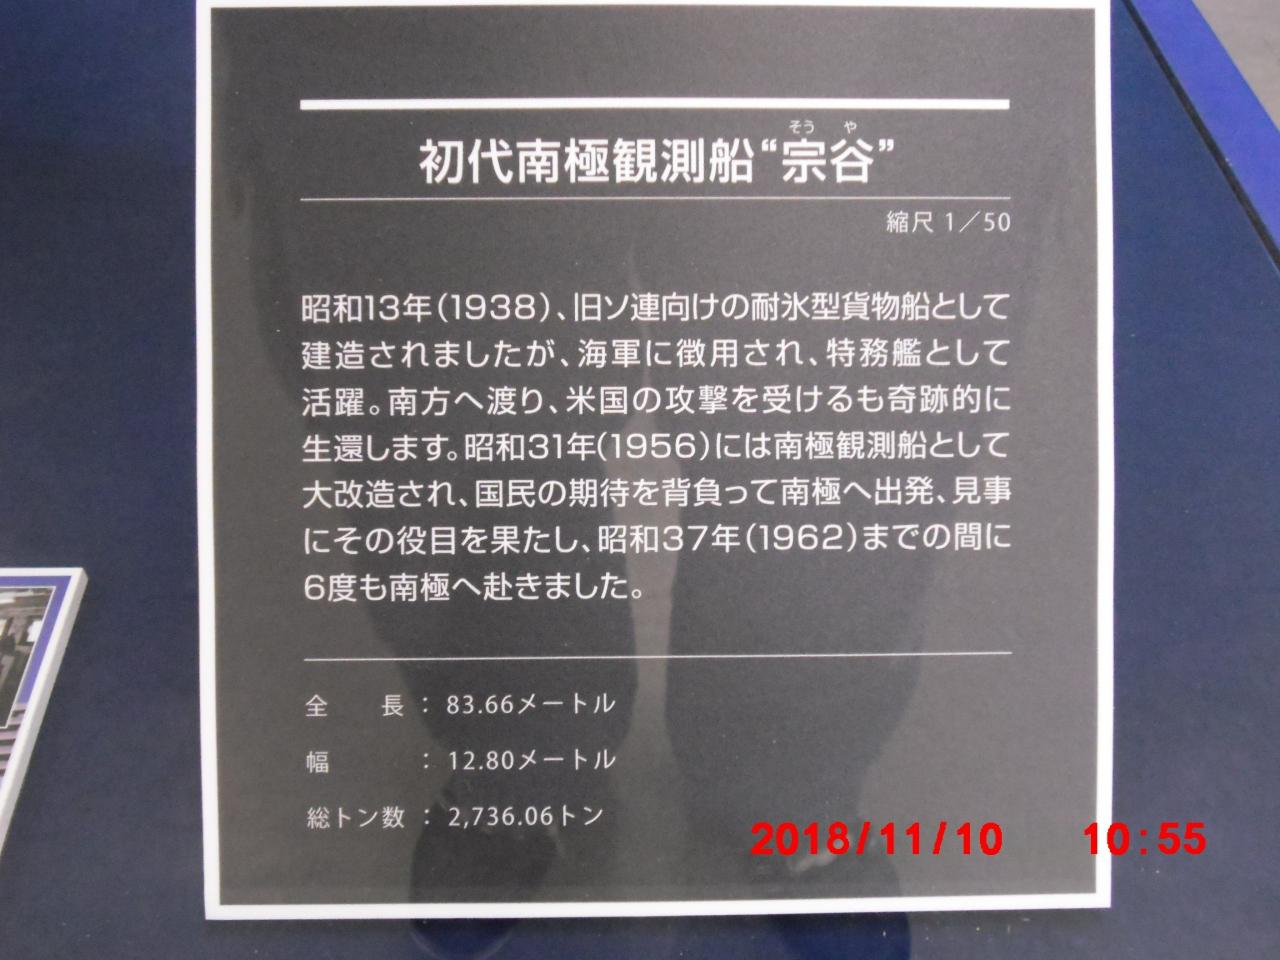 そう や
初代南極観測船“宗谷”
縮尺 1／50
昭和13年(1938)、旧ソ連向けの耐氷型貨物船として
建造されましたが、海軍に徴用され、特務艦として
活躍。南方へ渡り、米国の攻撃を受けるも奇跡的に
生還します。昭和31年(1956)には南極観測船として
大改造され、国民の期待を背負って南極へ出発、見事
にその役目を果たし、昭和37年(1962)までの間に
6度も南極へ赴きました。
全　　長 ： 83.66メートル
幅　　　 ： 12.80メートル
総トン数 ： 2,736.06トン
2018/11/10 10:55